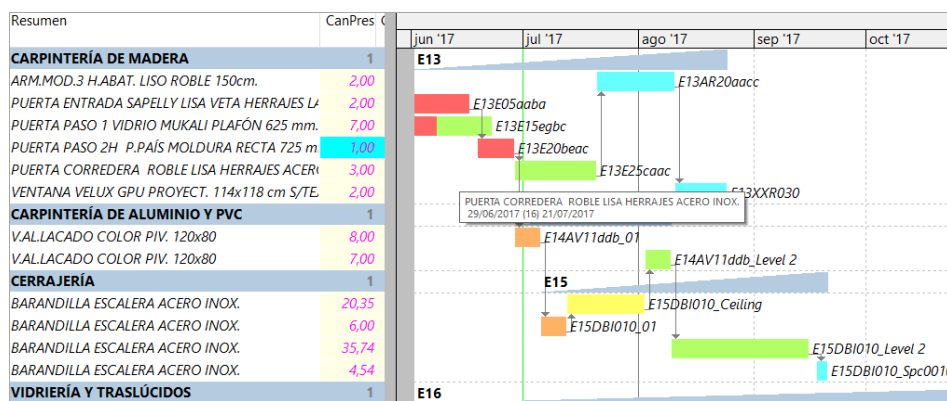 Resumen CanPres
jun '17 jul '17 ago '17 sep '17 oct '17
CARPINTERÍA DE MADERA 1 E13
ARM.MOD.3 H.ABAT. LISO ROBLE 150cm. 2,00 E13AR20aacc
PUERTA ENTRADA SAPELLY LISA VETA HERRAJES 2,00 E13E05aaba
PUERTA PASO 1 VIDRIO MUKALI PLAFÓN 625 mm. 7,00 E13E15egbc
PUERTA PASO 2H P.PAÍS MOLDURA RECTA 725 1,00 E13E20beac
PUERTA CORREDERA ROBLE LISA HERRAJES 3,00 E13E25caac
VENTANA VELUX GPU PROYECT. 114x118 cm 2,00 E13XXR030
PUERTA CORREDERA ROBLE LISA HERRAJES ACERO INOX.
29/06/2017 (16) 21/07/2017
CARPINTERÍA DE ALUMINIO Y PVC 1
V.AL.LACADO COLOR PIV. 120x80 8,00 E14AV11ddb_01
V.AL.LACADO COLOR PIV. 120x80 7,00 E14AV11ddb_Level 2
CERRAJERÍA 1 E15
BARANDILLA ESCALERA ACERO INOX. 20,35 E15DBI010_Ceiling
BARANDILLA ESCALERA ACERO INOX. 6,00 E15DBI010_01
BARANDILLA ESCALERA ACERO INOX. 35,74 E15DBI010_Level 2
BARANDILLA ESCALERA ACERO INOX. 4,54 E15DBI010_Spc0010
VIDRIERÍA Y TRASLÚCIDOS 1 E16